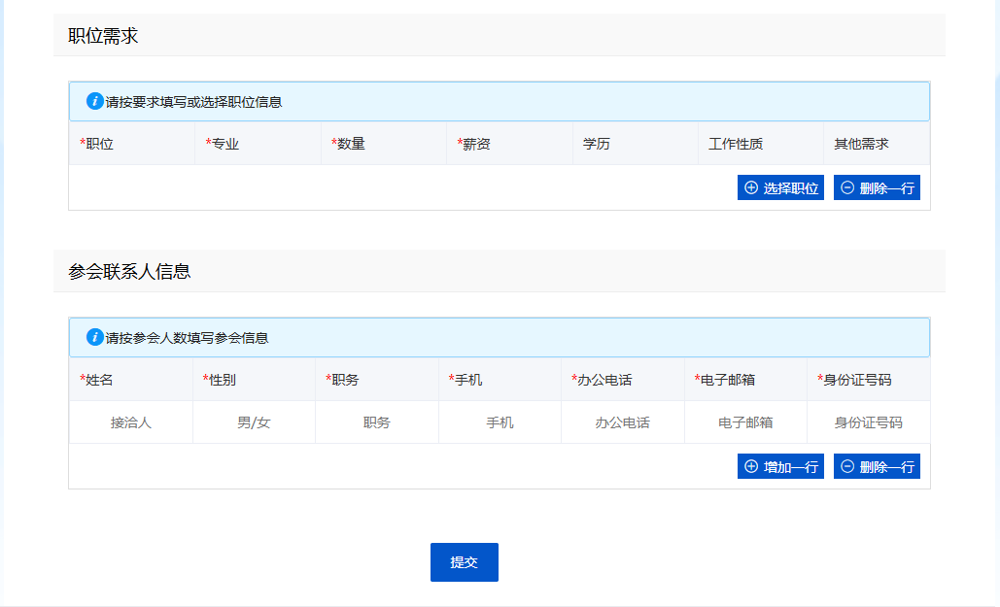 职位需求
请按要求填写或选择职位信息
*职位 *专业 *数量 *薪资 学历 工作性质 其他需求
选择职位 删除一行
参会联系人信息
请按参会人数填写参会信息
*姓名 *性别 *职务 *手机 *办公电话 *电子邮箱 *身份证号码
接洽人 男/女 职务 手机 办公电话 电子邮箱 身份证号码
增加一行 删除一行
提交